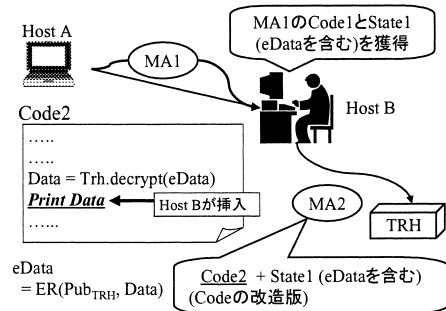 Host A
MA1
MA1のCode1とState1
(eDataを含む)を獲得
Host B
Code2
.....
.....
Data = Trh.decrypt(eData)
Print Data
Host Bが挿入
......
MA2
TRH
eData
= ER(PubTRH, Data)
Code2 + State1 (eDataを含む)
(Codeの改造版)